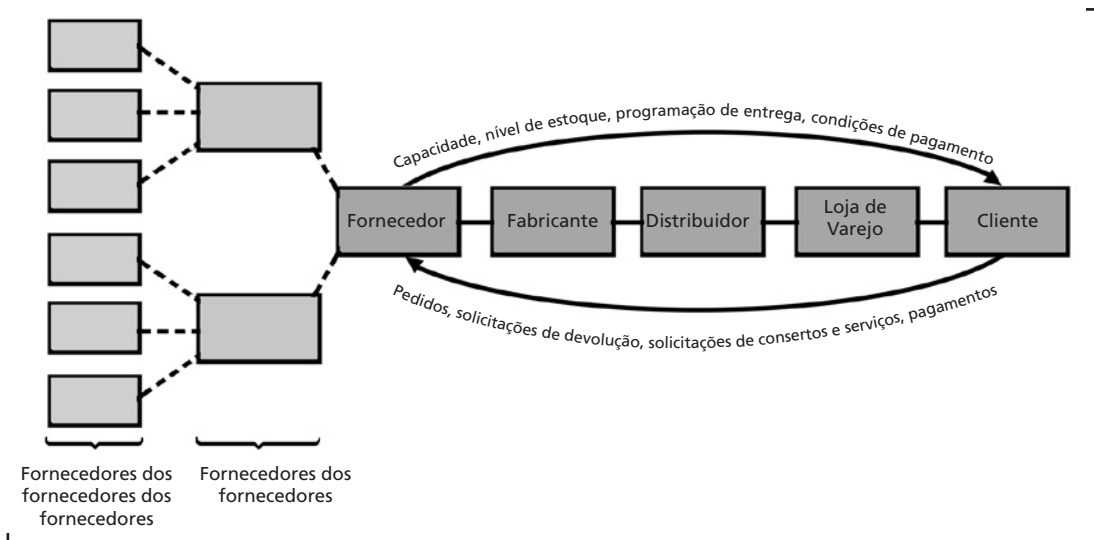 Capacidade, nível de estoque, programação de entrega, condições de pagamento
Fornecedor
Fabricante
Distribuidor
Loja de
Varejo
Cliente
Pedidos, solicitações de devolução, solicitações de consertos e serviços, pagamentos
Fornecedores dos
fornecedores dos
fornecedores
Fornecedores dos
fornecedores